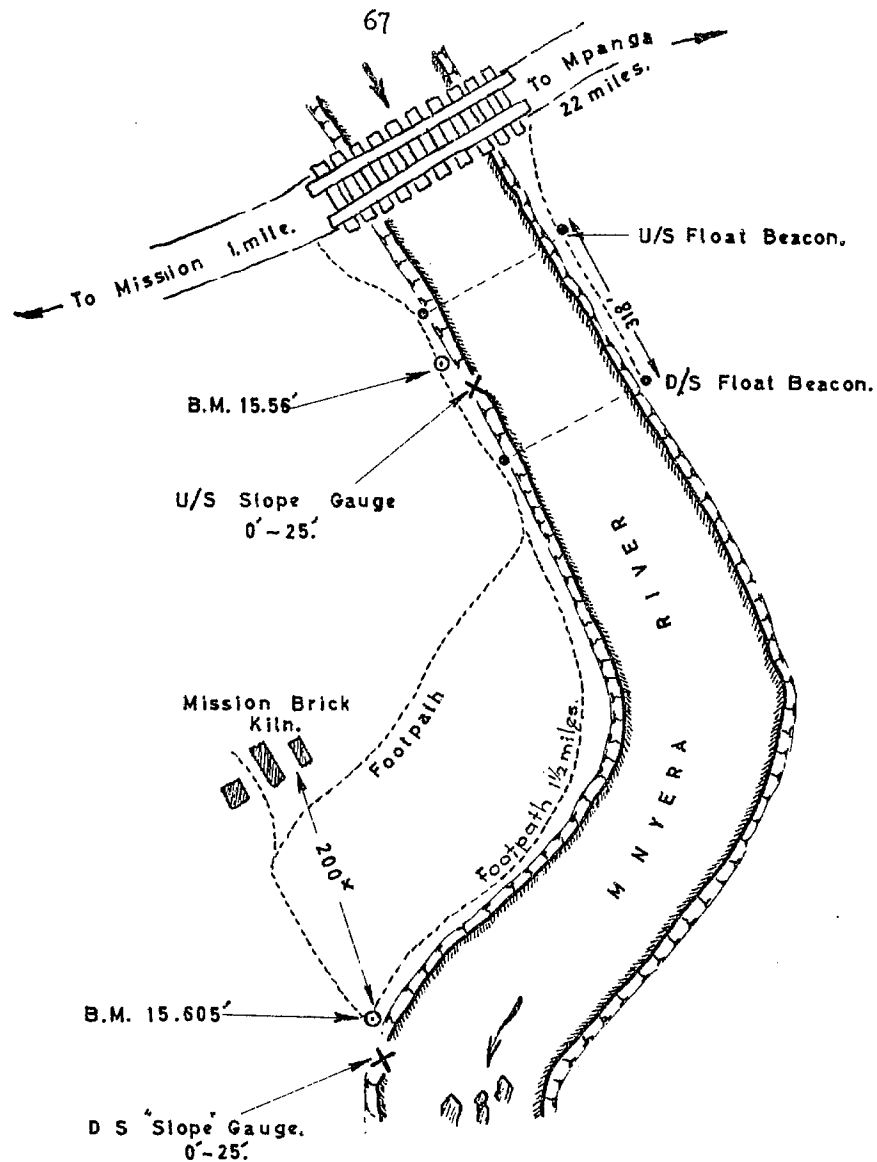 67
To Mpanga
22 miles.
To Mission 1.mile.
U/S Float Beacon.
318'
D/S Float Beacon.
B.M. 15.56'
U/S Slope Gauge
0'-25'.
RIVER
Mission Brick
Kiln.
Footpath
Footpath 1½ miles.
200x
MNYERA
B.M. 15.605'
D S "Slope" Gauge.
0'-25'.